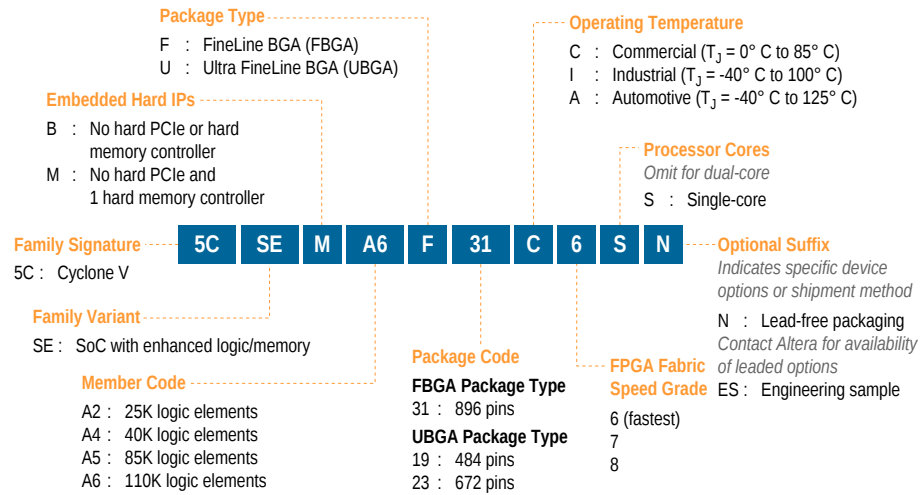 Package Type
F : FineLine BGA (FBGA)
U : Ultra FineLine BGA (UBGA)
Operating Temperature
C : Commercial (TJ = 0° C to 85° C)
I : Industrial (TJ = -40° C to 100° C)
A : Automotive (TJ = -40° C to 125° C)
Embedded Hard IPs
B : No hard PCIe or hard
memory controller
M : No hard PCIe and
1 hard memory controller
Processor Cores
Omit for dual-core
S : Single-core
5C SE M A6 F 31 C 6 S N
Family Signature
5C : Cyclone V
Family Variant
SE : SoC with enhanced logic/memory
Member Code
A2 : 25K logic elements
A4 : 40K logic elements
A5 : 85K logic elements
A6 : 110K logic elements
Package Code
FBGA Package Type
31 : 896 pins
UBGA Package Type
19 : 484 pins
23 : 672 pins
FPGA Fabric
Speed Grade
6 (fastest)
7
8
Optional Suffix
Indicates specific device
options or shipment method
N : Lead-free packaging
Contact Altera for availability
of leaded options
ES : Engineering sample